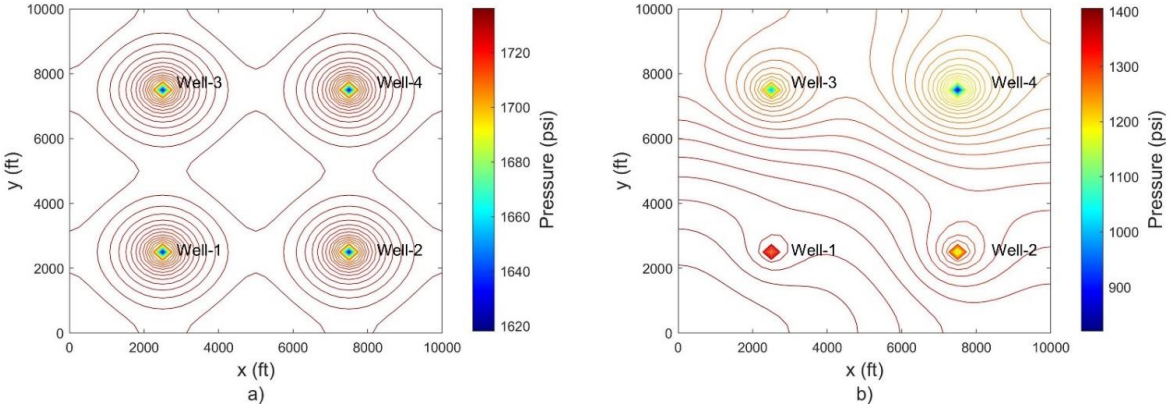 10000
8000
6000
4000
2000
0
y (ft)
Well-3
Well-4
Well-1
Well-2
0
2000
4000
6000
8000
10000
x (ft)
a)
1720
1700
1680
1660
1640
1620
Pressure (psi)
10000
8000
6000
4000
2000
0
y (ft)
Well-3
Well-4
Well-1
Well-2
0
2000
4000
6000
8000
10000
x (ft)
b)
1400
1300
1200
1100
1000
900
Pressure (psi)